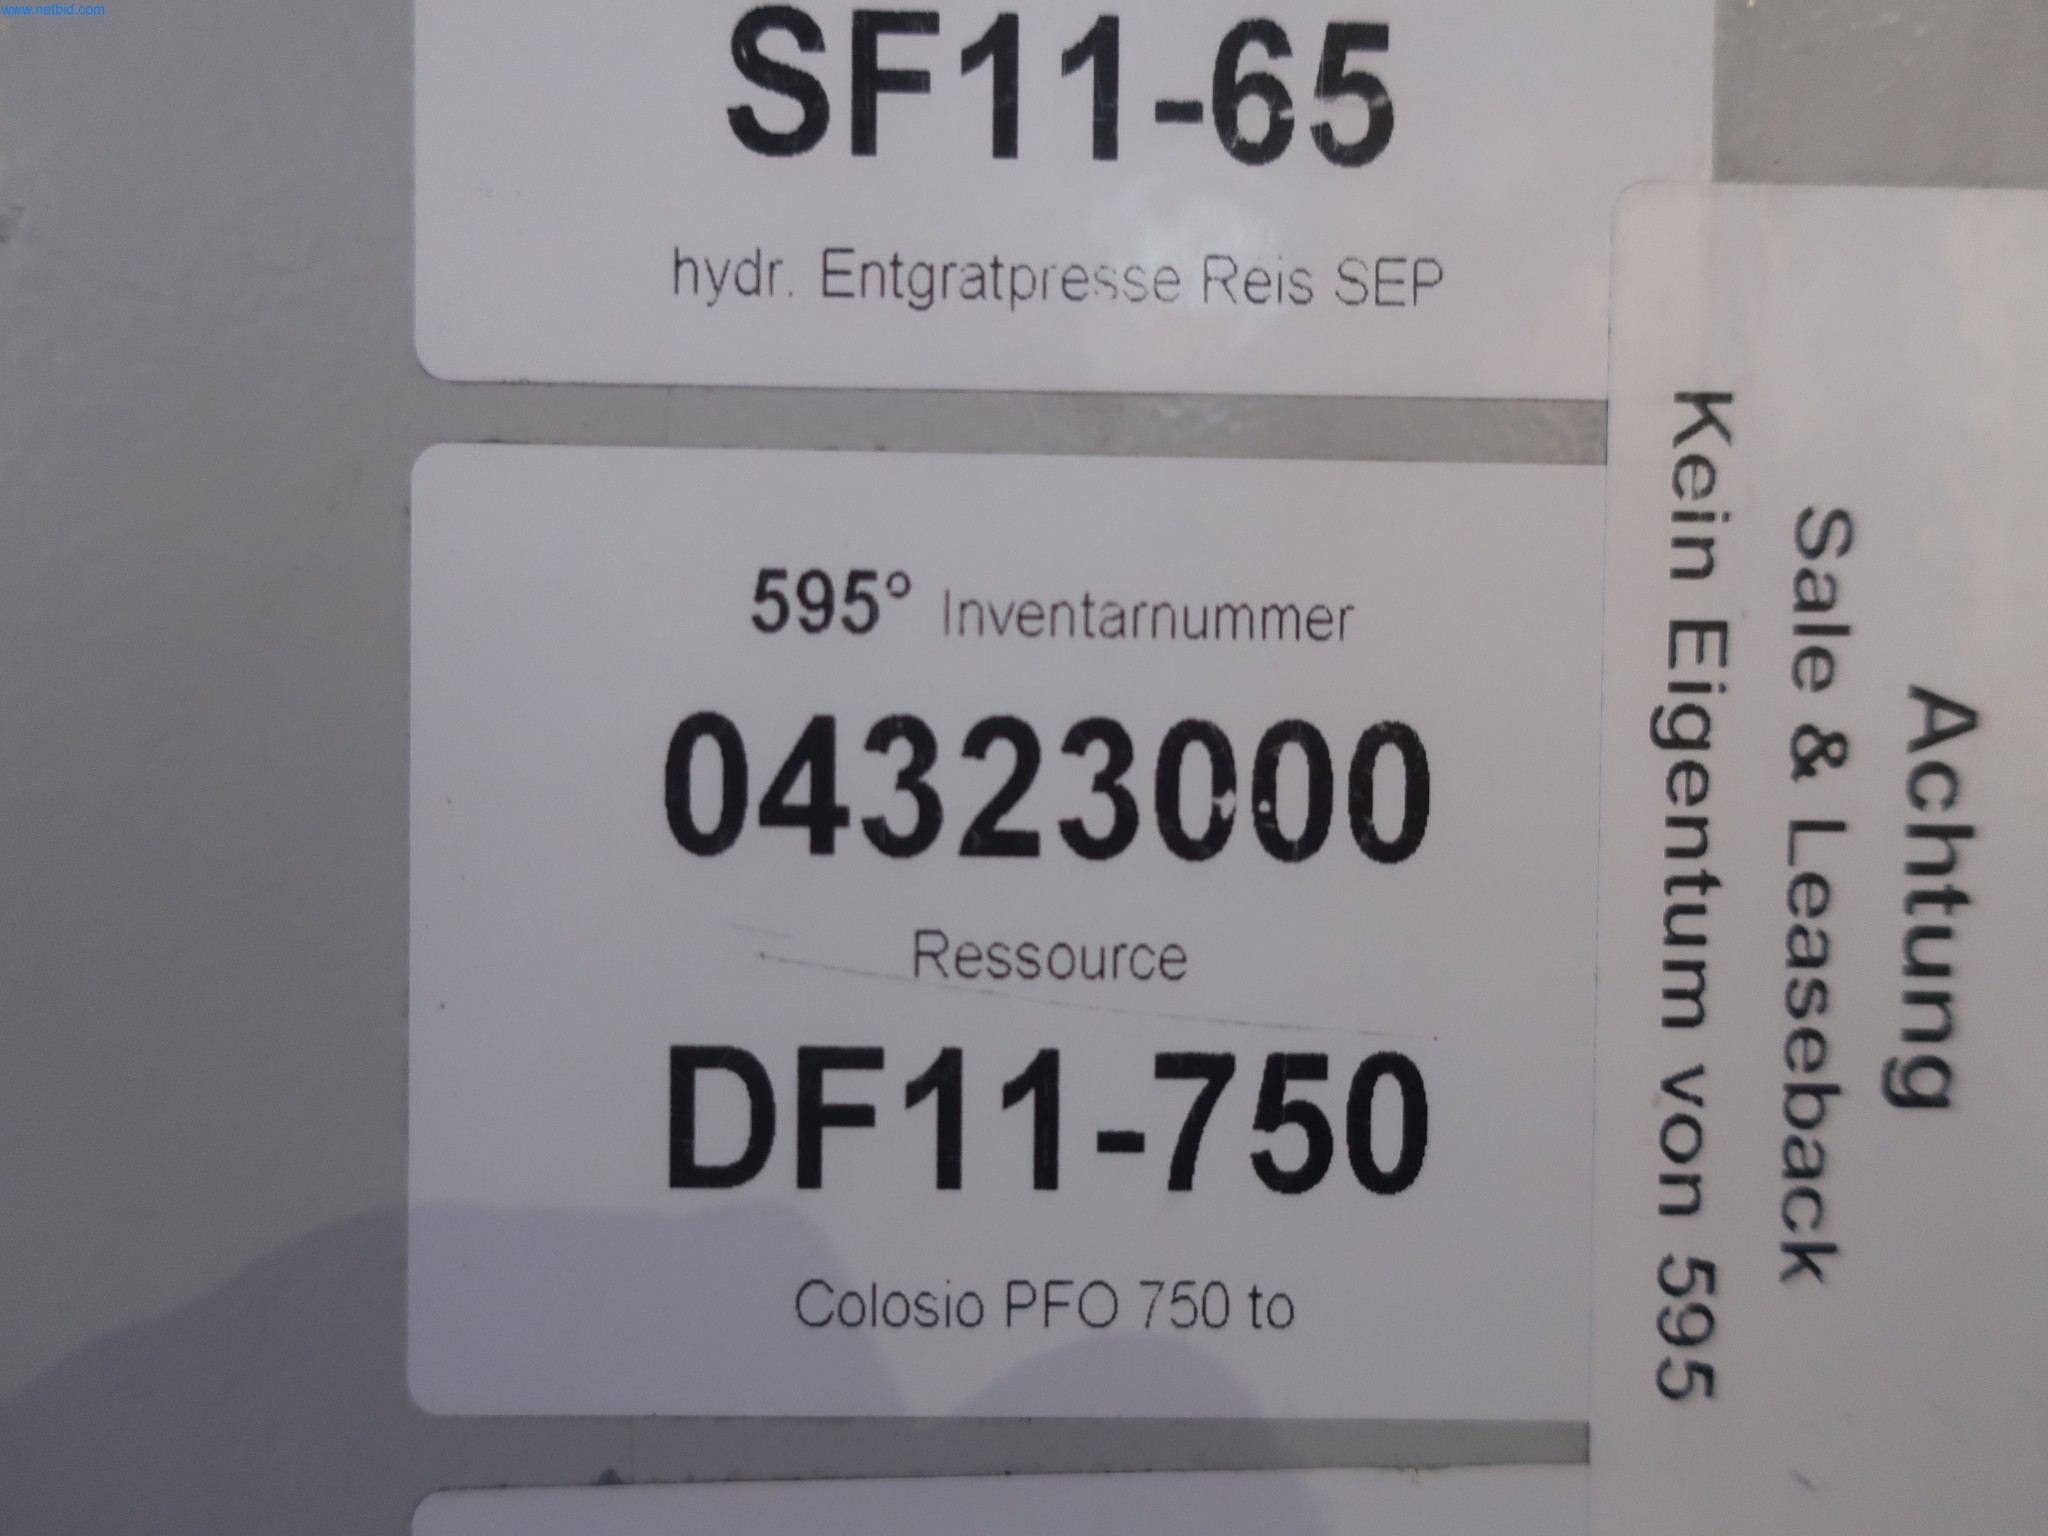 www.netbid.com
SF11-65
hydr. Entgratpresse Reis SEP
595° Inventarnummer
04323000
Ressource
DF11-750
Colosio PFO 750 to
Achtung
Sale & Leaseback
Kein Eigentum von 595